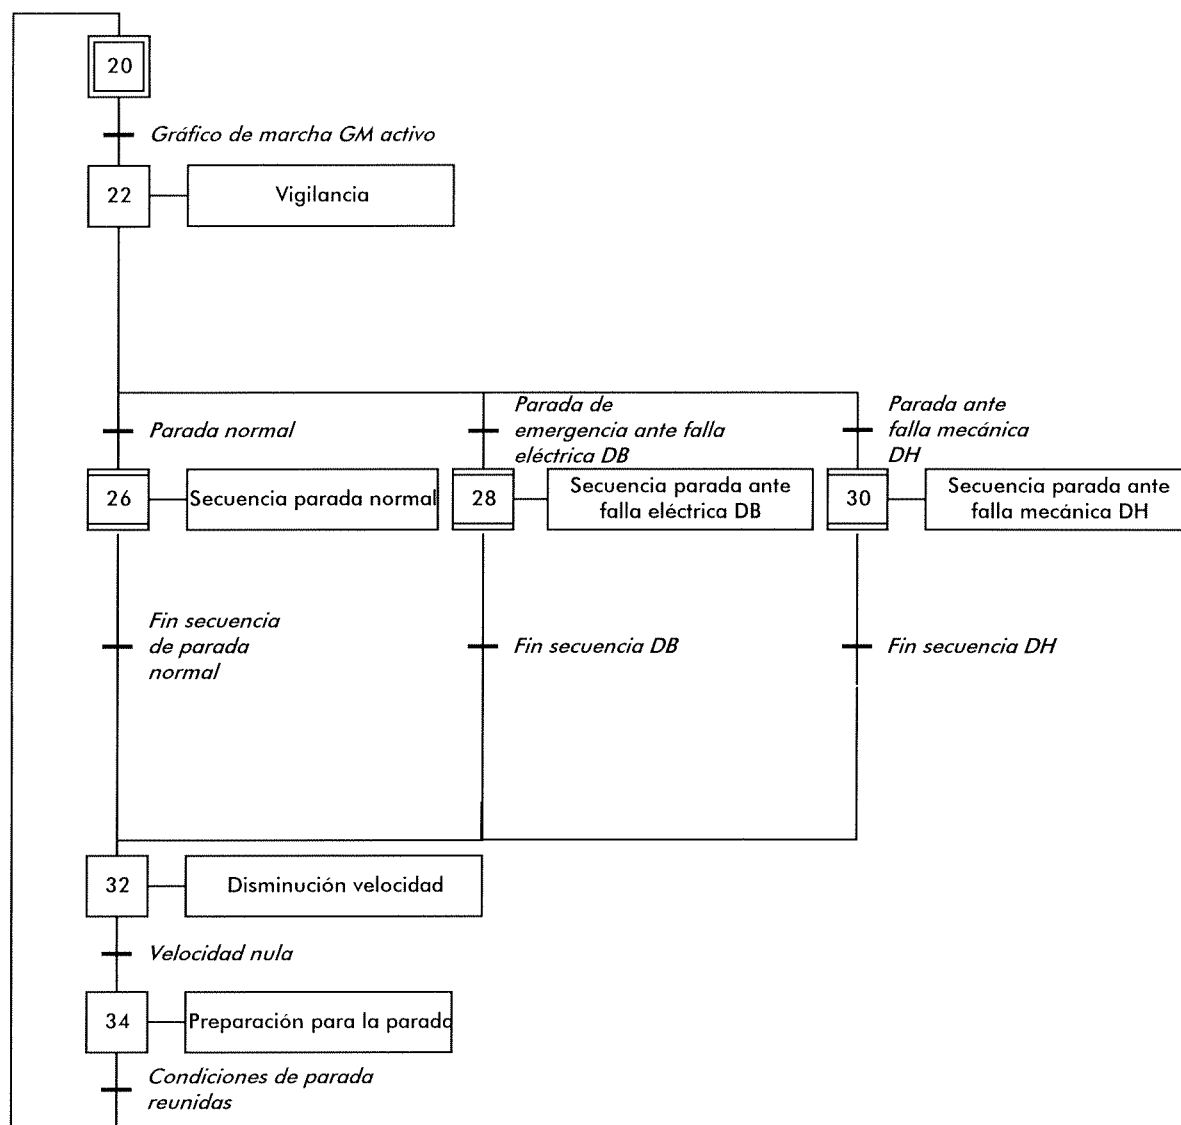 20
Gráfico de marcha GM activo
22
Vigilancia
Parada normal
Parada de
emergencia ante falla
eléctrica DB
Parada ante
falla mecánica
DH
26
Secuencia parada normal
28
Secuencia parada ante
falla eléctrica DB
30
Secuencia parada ante
falla mecánica DH
Fin secuencia
de parada
normal
Fin secuencia DB
Fin secuencia DH
32
Disminución velocidad
Velocidad nula
34
Preparación para la parada
Condiciones de parada
reunidas